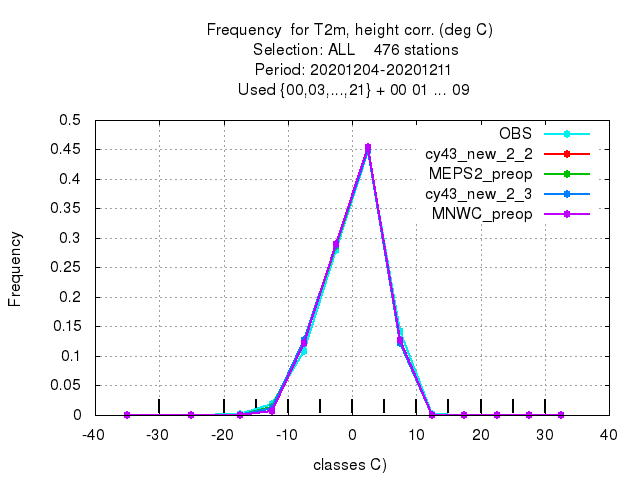 Frequency  for T2m, height corr. (deg C)
Selection: ALL    476 stations
Period: 20201204-20201211
Used {00,03,...,21} + 00 01 ... 09
OBS
cy43_new_2_2
MEPS2_preop
cy43_new_2_3
MNWC_preop
Frequency
0.5
0.45
0.4
0.35
0.3
0.25
0.2
0.15
0.1
0.05
0
-40 -30 -20 -10 0 10 20 30 40
classes C)